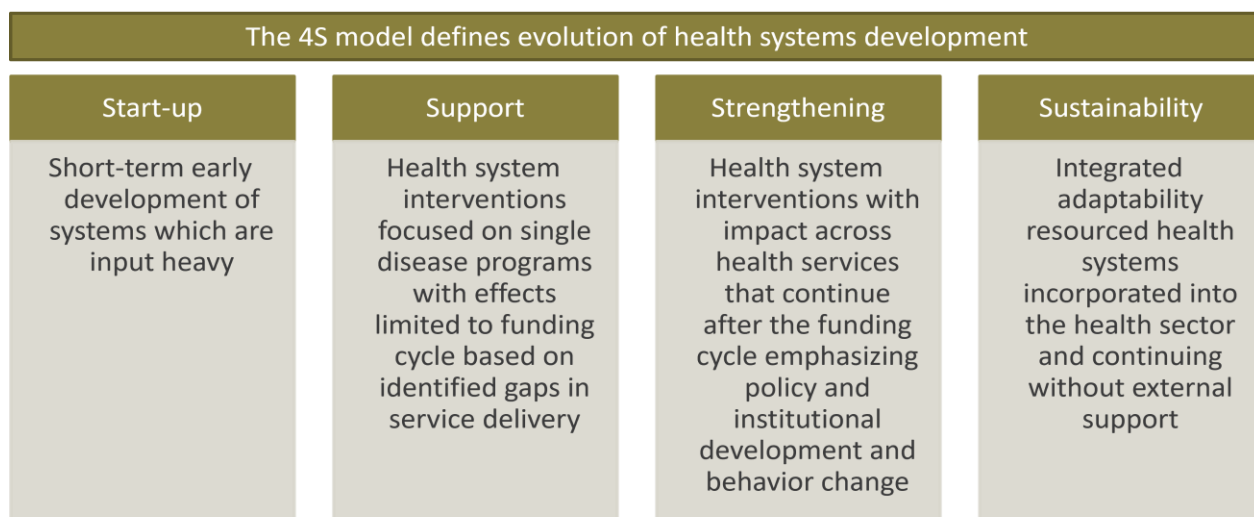 The 4S model defines evolution of health systems development
Start-up
Short-term early
development of
systems which are
input heavy
Support
Health system
interventions
focused on single
disease programs
with effects
limited to funding
cycle based on
identified gaps in
service delivery
Strengthening
Health system
interventions with
impact across
health services
that continue
after the funding
cycle emphasizing
policy and
institutional
development and
behavior change
Sustainability
Integrated
adaptability
resourced health
systems
incorporated into
the health sector
and continuing
without external
support